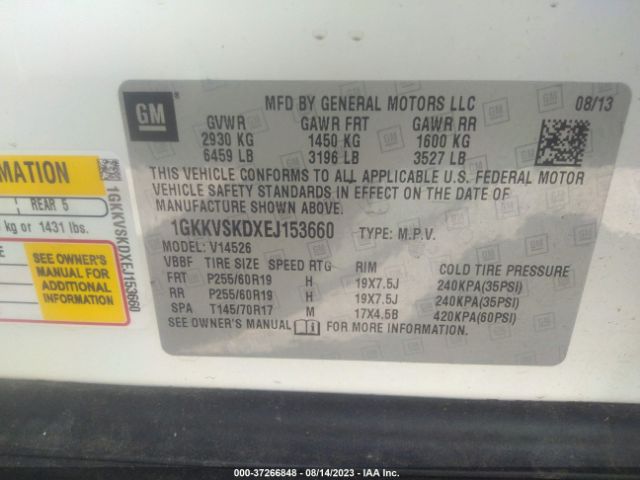 GM
MFD BY GENERAL MOTORS LLC 08/13
GVWR GAWR FRT GAWR RR
2930 KG 1450 KG 1600 KG
6459 LB 3196 LB 3527 LB
THIS VEHICLE CONFORMS TO ALL APPLICABLE U.S. FEDERAL MOTOR
VEHICLE SAFETY STANDARDS IN EFFECT ON THE DATE OF
MANUFACTURE SHOWN ABOVE.
1GKKVSKDXEJ153660 TYPE: M.P.V.
MODEL: V14526
VBBF TIRE SIZE SPEED RTG RIM COLD TIRE PRESSURE
FRT P255/60R19 H 19X7.5J 240KPA(35PSI)
RR P255/60R19 H 19X7.5J 240KPA(35PSI)
SPA T145/70R17 M 17X4.5B 420KPA(60PSI)
SEE OWNER'S MANUAL FOR MORE INFORMATION.
MATION
REAR 5
kg or 1431 lbs.
SEE OWNER'S
MANUAL FOR
ADDITIONAL
INFORMATION
1GKKVSKDXEJ153660
000-37266848 - 08/14/2023 - IAA Inc.